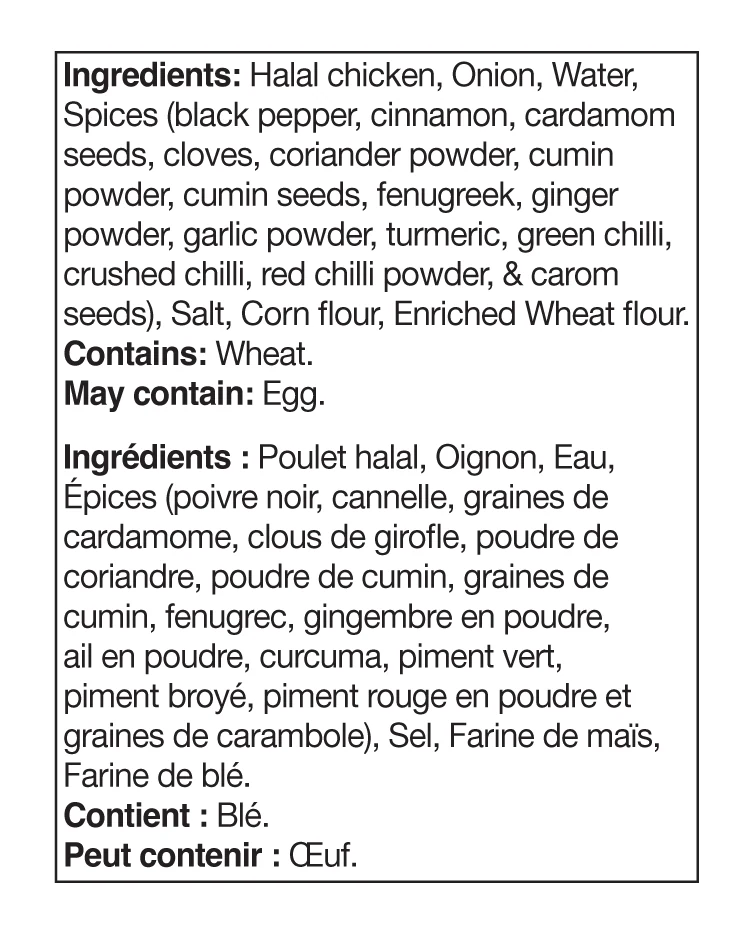 Ingredients: Halal chicken, Onion, Water,
Spices (black pepper, cinnamon, cardamom
seeds, cloves, coriander powder, cumin
powder, cumin seeds, fenugreek, ginger
powder, garlic powder, turmeric, green chilli,
crushed chilli, red chilli powder, & carom
seeds), Salt, Corn flour, Enriched Wheat flour.
Contains: Wheat.
May contain: Egg.
Ingrédients : Poulet halal, Oignon, Eau,
Épices (poivre noir, cannelle, graines de
cardamome, clous de girofle, poudre de
coriandre, poudre de cumin, graines de
cumin, fenugrec, gingembre en poudre,
ail en poudre, curcuma, piment vert,
piment broyé, piment rouge en poudre et
graines de carambole), Sel, Farine de maïs,
Farine de blé.
Contient : Blé.
Peut contenir : Œuf.